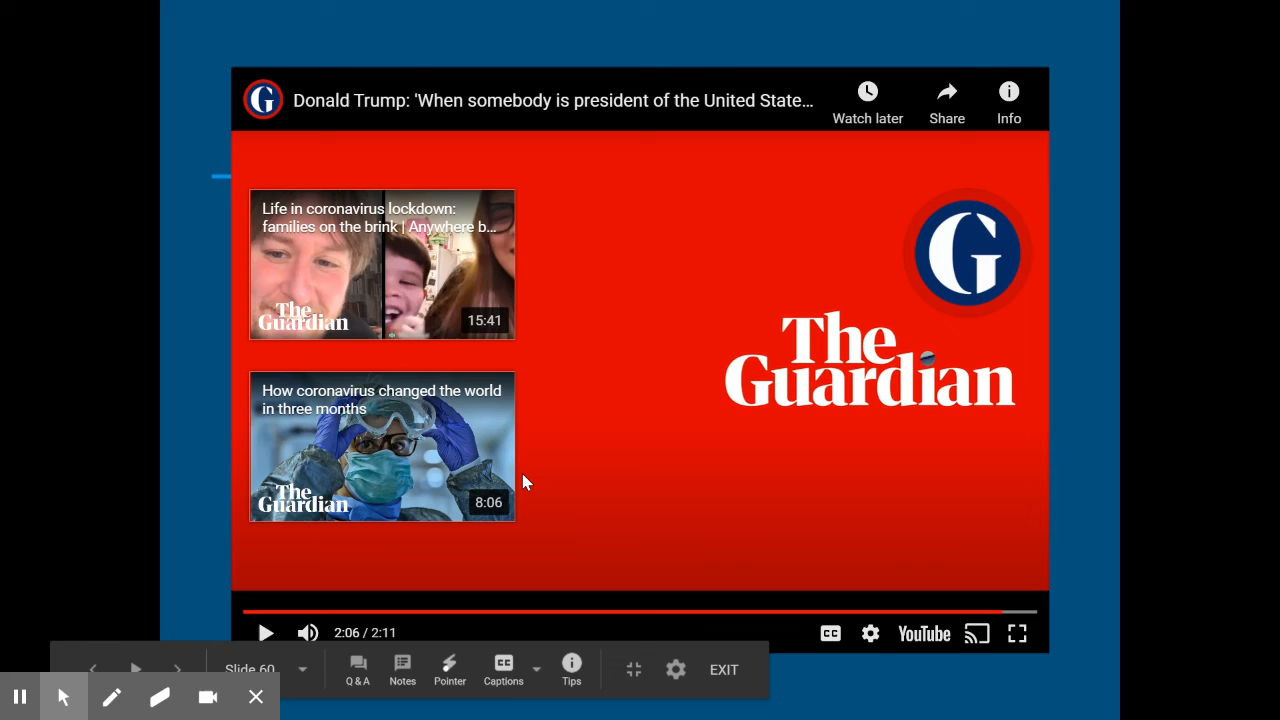 G Donald Trump: 'When somebody is president of the United State...
Watch later
Share
Info
Life in coronavirus lockdown:
families on the brink | Anywhere b...
The
Guardian
15:41
G
The
Guardian
How coronavirus changed the world
in three months
The
Guardian
8:06
2:06 / 2:11
CC
YouTube
Slide 60
Q & A
Notes
Pointer
CC
Captions
Tips
EXIT